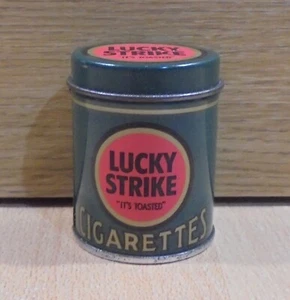 LUCKY
STRIKE
"IT'S TOASTED"
LUCKY
STRIKE
"IT'S TOASTED"
CIGARETTES